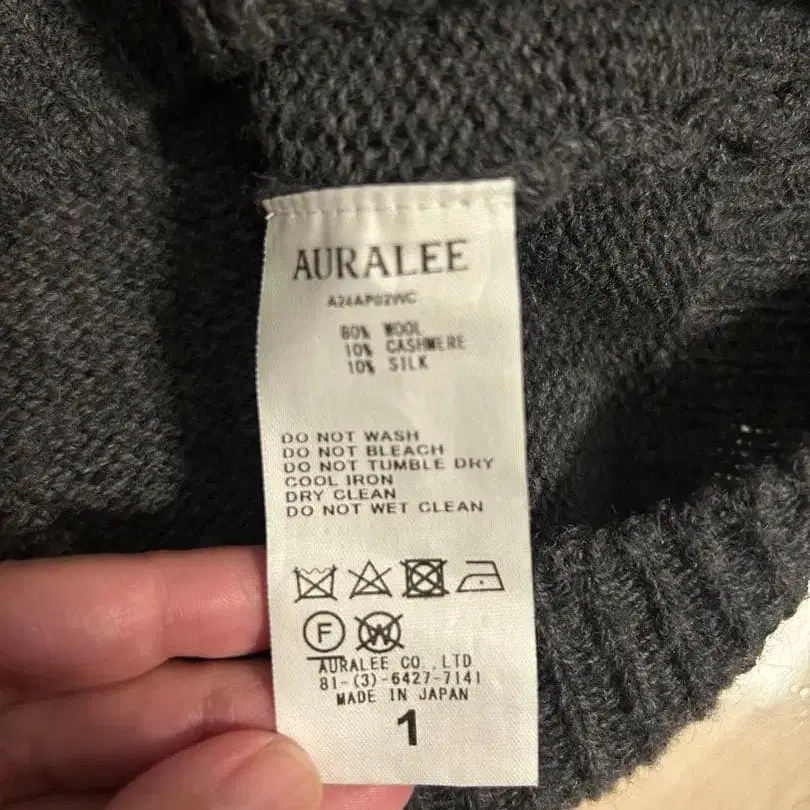 AURALEE
A24AP02WC
80% WOOL
10% CASHMERE
10% SILK
DO NOT WASH
DO NOT BLEACH
DO NOT TUMBLE DRY
COOL IRON
DRY CLEAN
DO NOT WET CLEAN
F W
AURALEE CO.,LTD
81-(3)-6427-7141
MADE IN JAPAN
1